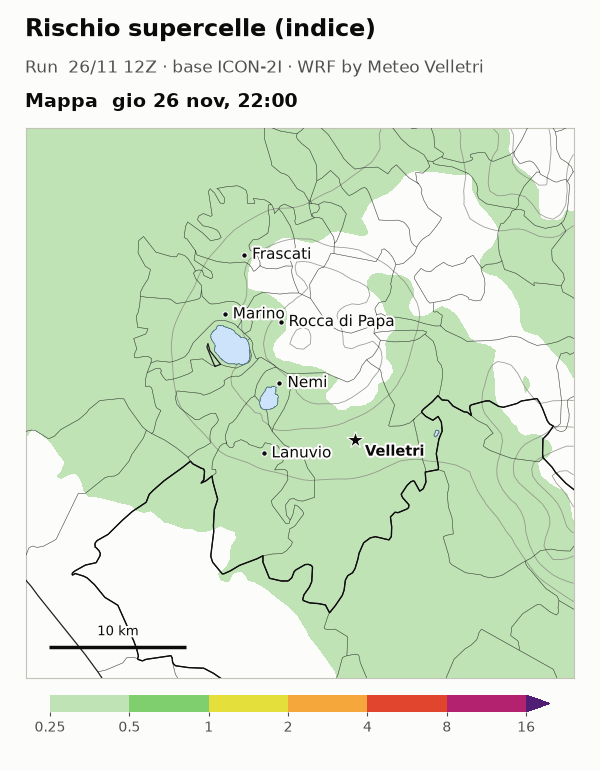 Rischio supercelle (indice)
Run  26/11 12Z · base ICON-2I · WRF by Meteo Velletri
Mappa  gio 26 nov, 22:00
Frascati
Marino
Rocca di Papa
Nemi
Lanuvio
Velletri
10 km
0.25 0.5 1 2 4 8 16